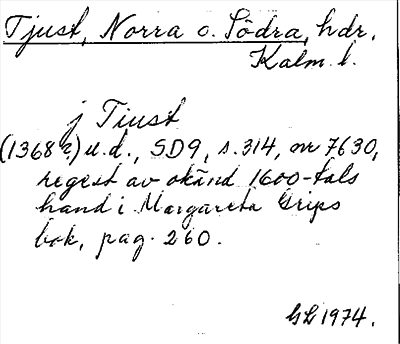 Tjust, Norra o. Södra, hdr.
Kalm. l.
j Tiust
(1368?) u.d., SD9, s.314, nr 7630,
regest av okänd 1600-tals
hand i Margareta Grips
bok, pag. 260.
GL 1974.